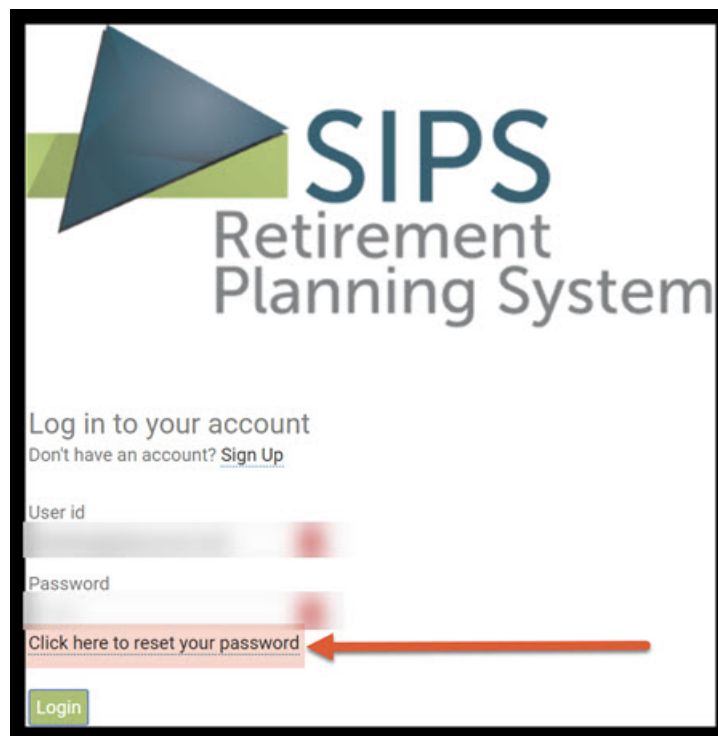 SIPS
Retirement
Planning System
Log in to your account
Don't have an account? Sign Up
User id
Password
Click here to reset your password
Login